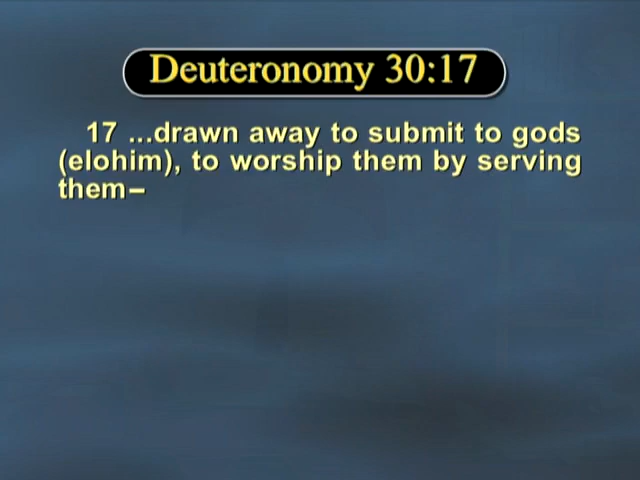 Deuteronomy 30:17
17 ...drawn away to submit to gods
(elohim), to worship them by serving
them–